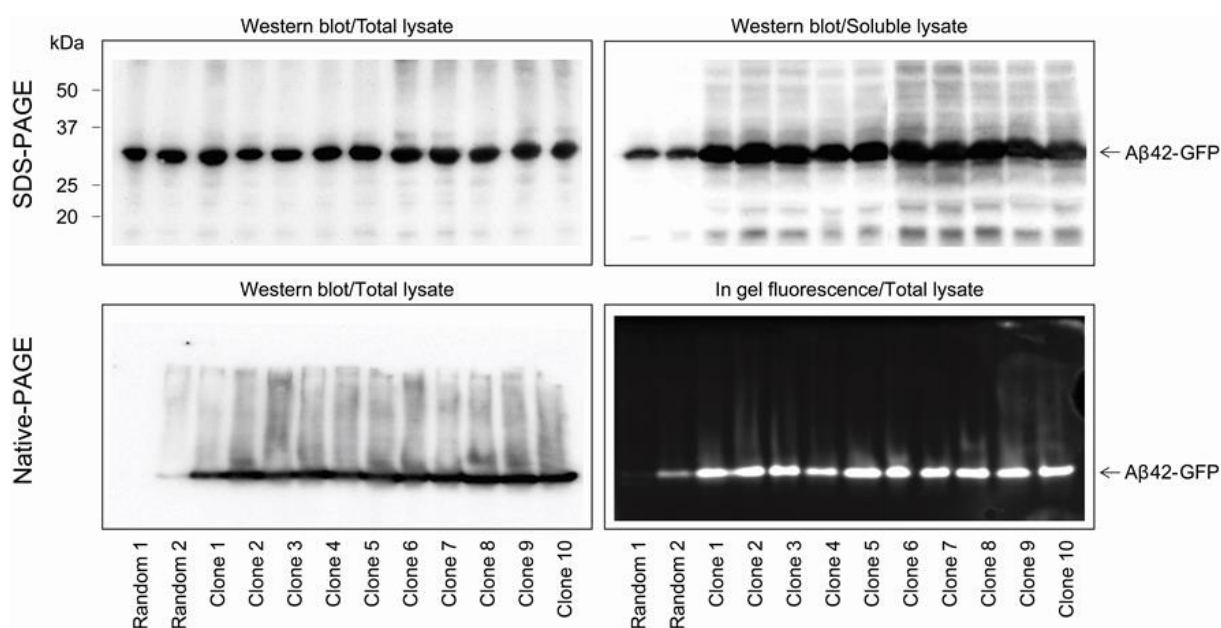 Western blot/Total lysate
Western blot/Soluble lysate
kDa
SDS-PAGE
50
37
25
20
← Aβ42-GFP
Western blot/Total lysate
In gel fluorescence/Total lysate
Native-PAGE
← Aβ42-GFP
Random 1
Random 2
Clone 1
Clone 2
Clone 3
Clone 4
Clone 5
Clone 6
Clone 7
Clone 8
Clone 9
Clone 10
Random 1
Random 2
Clone 1
Clone 2
Clone 3
Clone 4
Clone 5
Clone 6
Clone 7
Clone 8
Clone 9
Clone 10